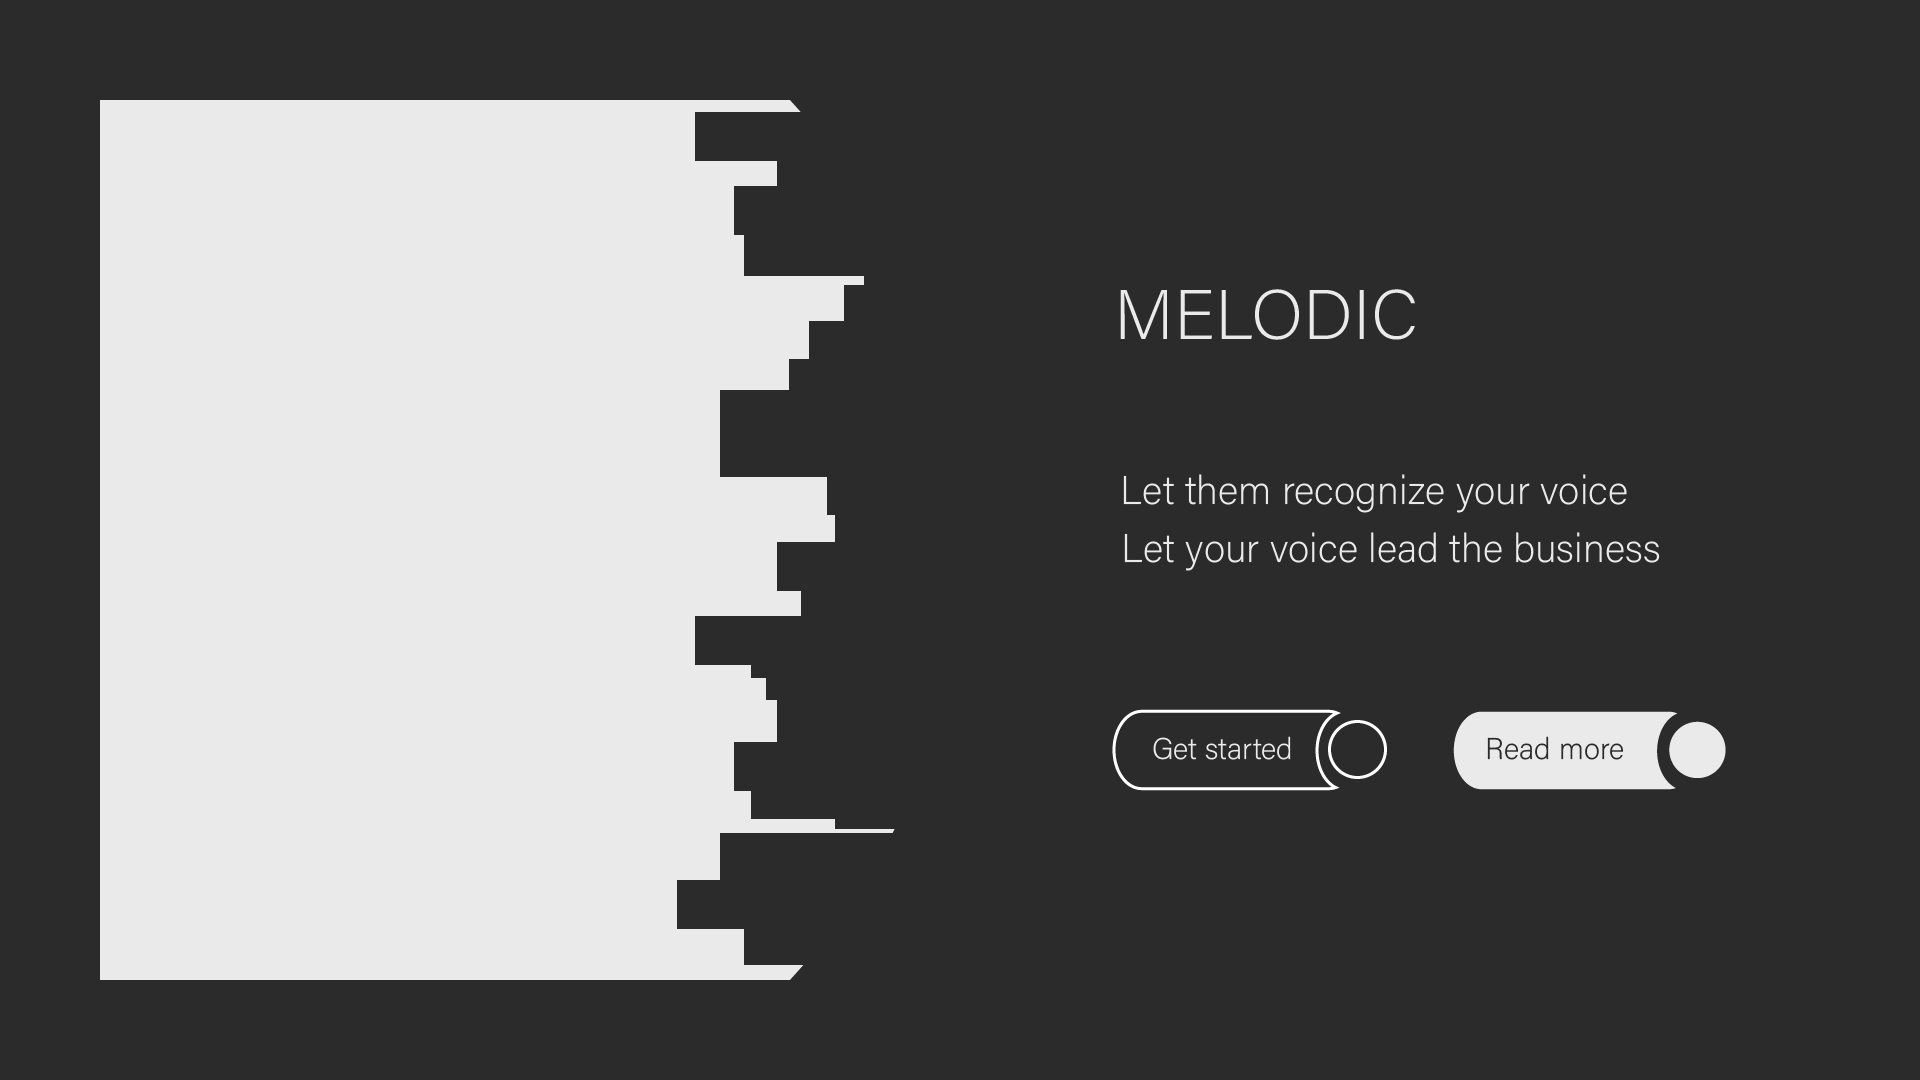 MELODIC
Let them recognize your voice
Let your voice lead the business
Get started
Read more